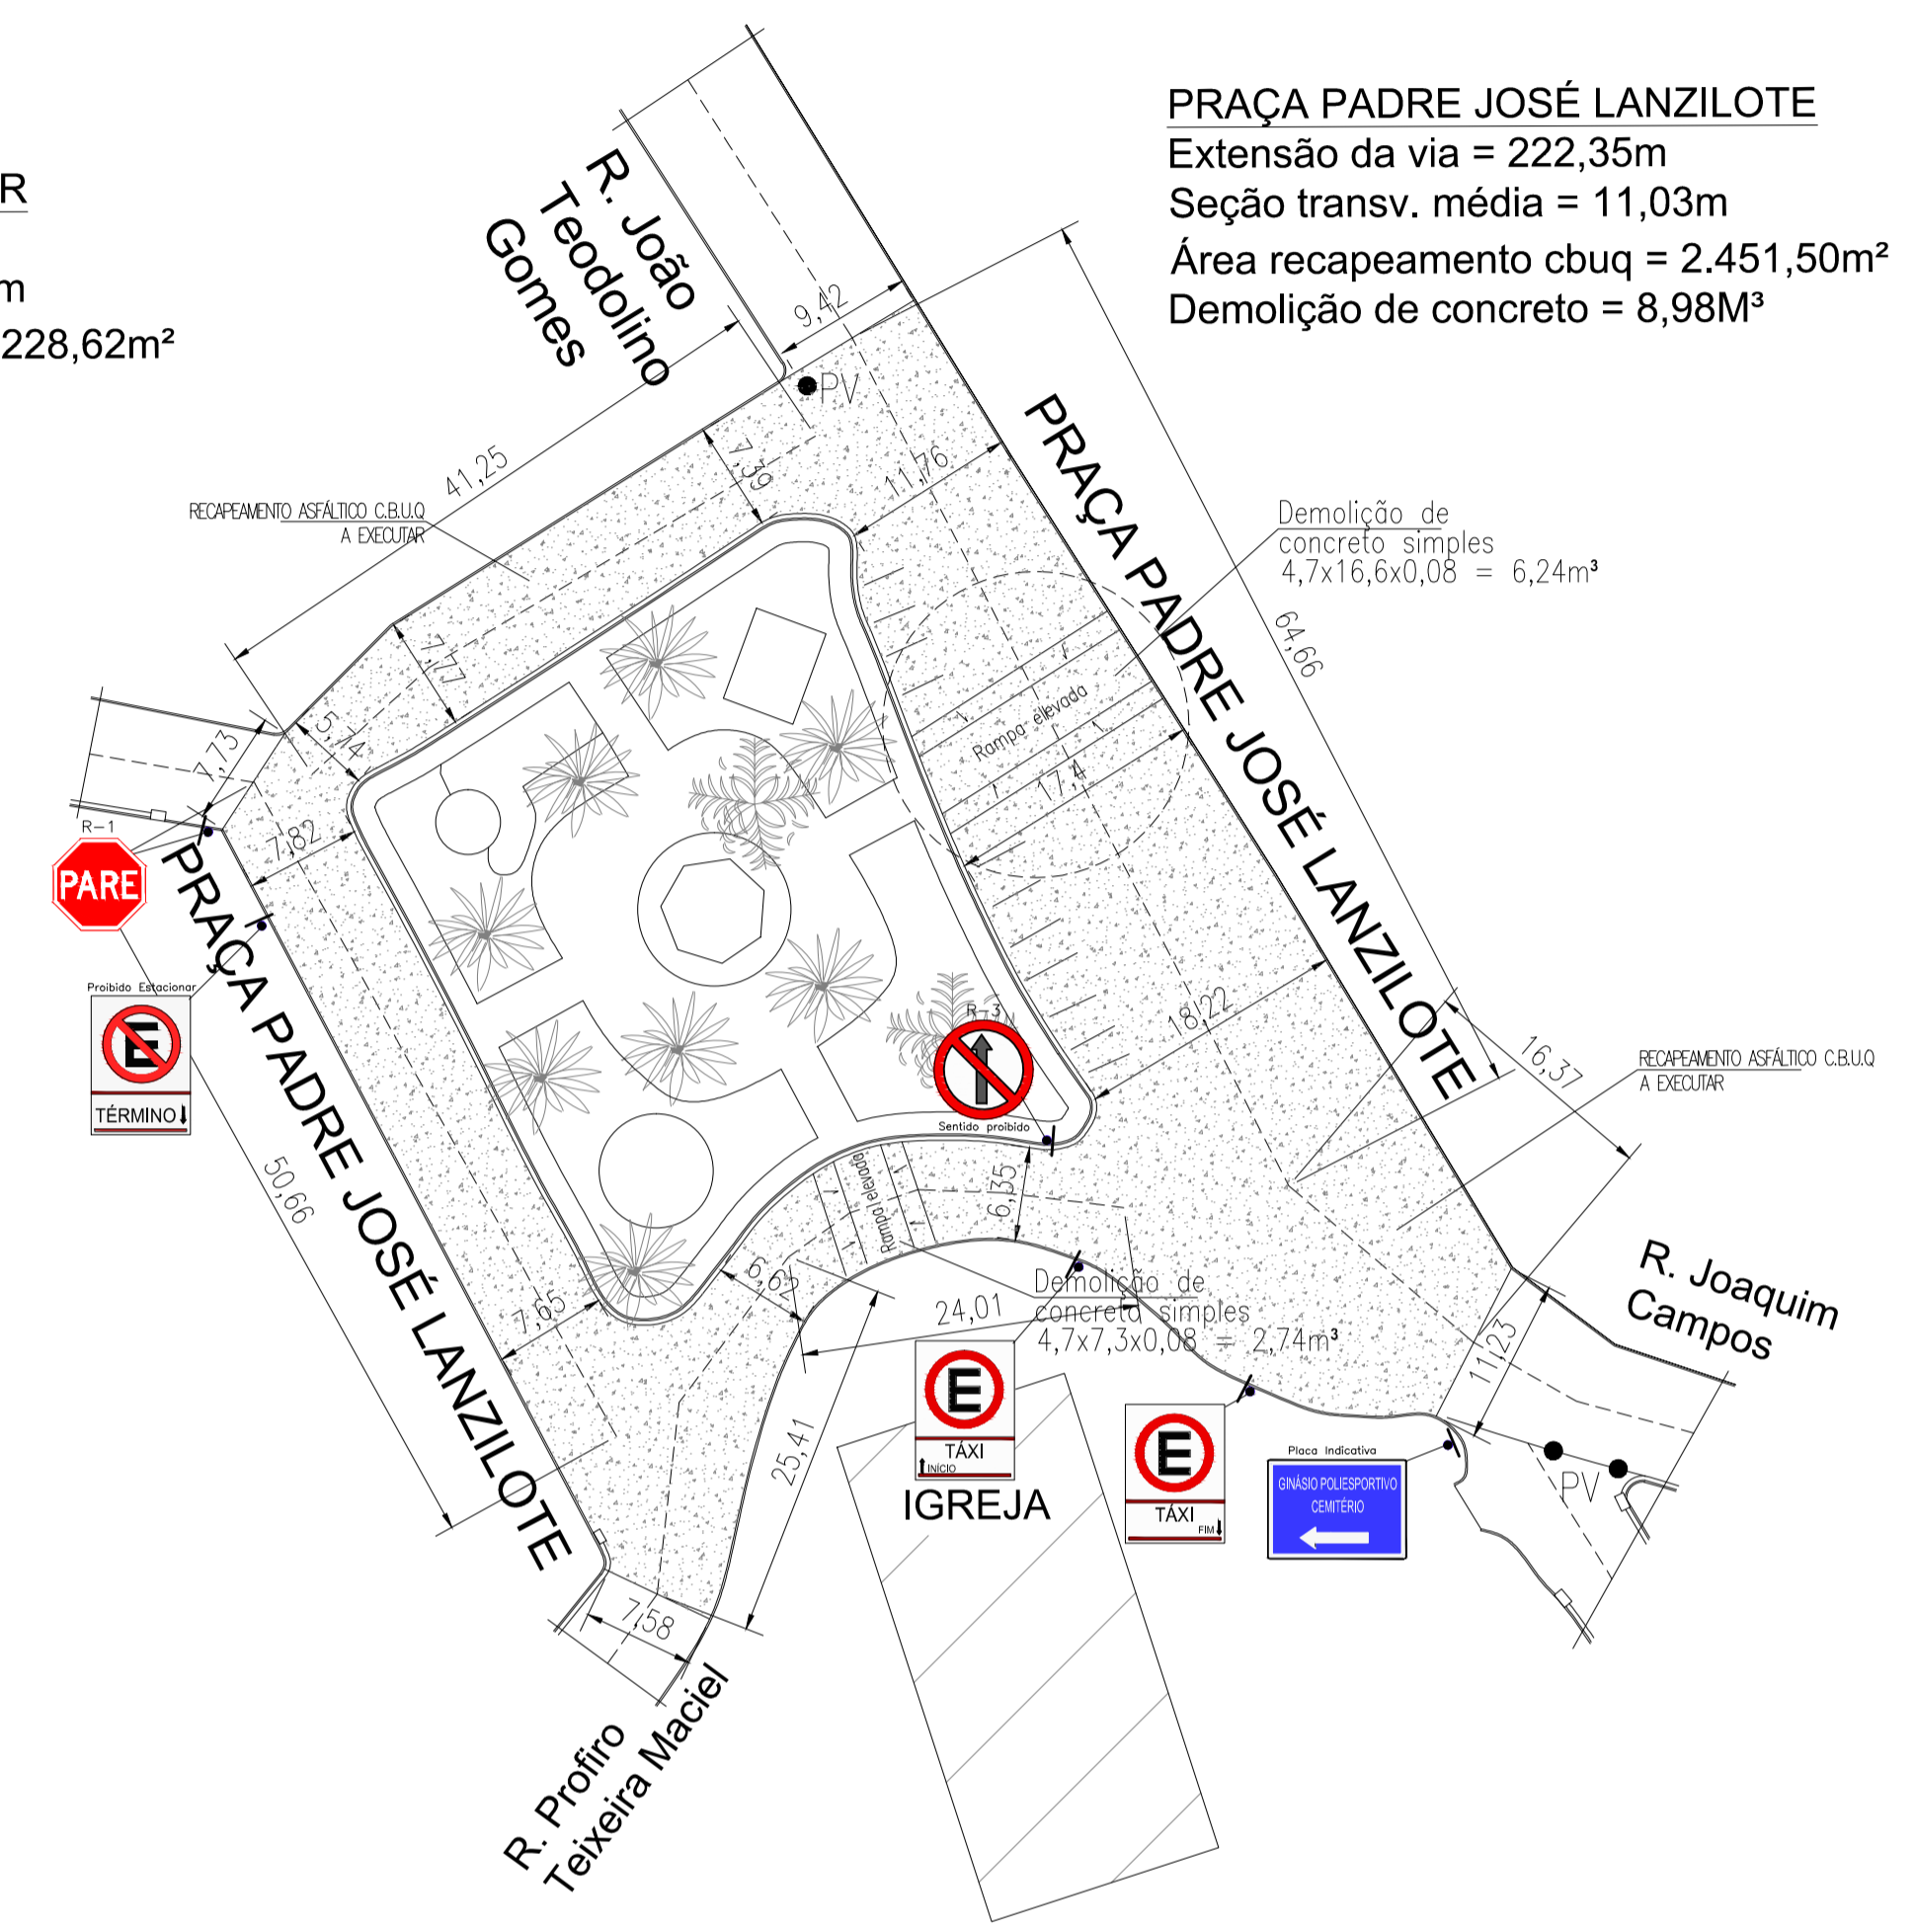 PRAÇA PADRE JOSÉ LANZILOTE
Extensão da via = 222,35m
Seção transv. média = 11,03m
Área recapeamento cbuq = 2.451,50m²
Demolição de concreto = 8,98M³
R
m
228,62m²
R. João
Teodolino
Gomes
9,42
PV
41,25
7,39
11,76
RECAPEAMENTO ASFÁLTICO C.B.U.Q
A EXECUTAR
PRAÇA PADRE JOSÉ LANZILOTE
Demolição de
concreto simples
4,7x16,6x0,08 = 6,24m³
64,66
7,77
5,74
7,73
Rampa elevada
17,4
R-1
PARE
7,82
PRAÇA PADRE JOSÉ LANZILOTE
Proibido Estacionar
E
TÉRMINO
50,66
18,22
R-3
Sentido proibido
16,37
RECAPEAMENTO ASFÁLTICO C.B.U.Q
A EXECUTAR
Rampa elevada
6,35
6,62
7,65
24,01
Demolição de
concreto simples
4,7x7,3x0,08 = 2,74m³
R. Joaquim
Campos
11,23
25,41
E
TÁXI
INÍCIO
IGREJA
E
TÁXI
FIM
Placa Indicativa
GINÁSIO POLIESPORTIVO
CEMITÉRIO
PV
7,58
R. Profiro
Teixeira Maciel